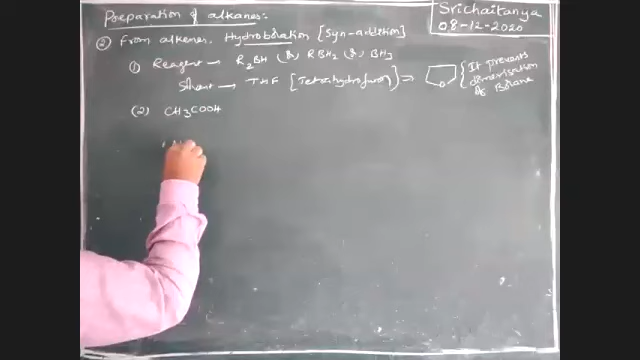 Preparation of alkanes:
Srichaitanya
08-12-2020
② From alkenes. Hydroboration [Syn-addition]
(1) Reagent → R₂BH (or) RBH₂ (or) BH₃
Solvent → THF [Tetrahydrofuran] ⇒ O { It prevents dimerisation of Borane
(2) CH₃COOH